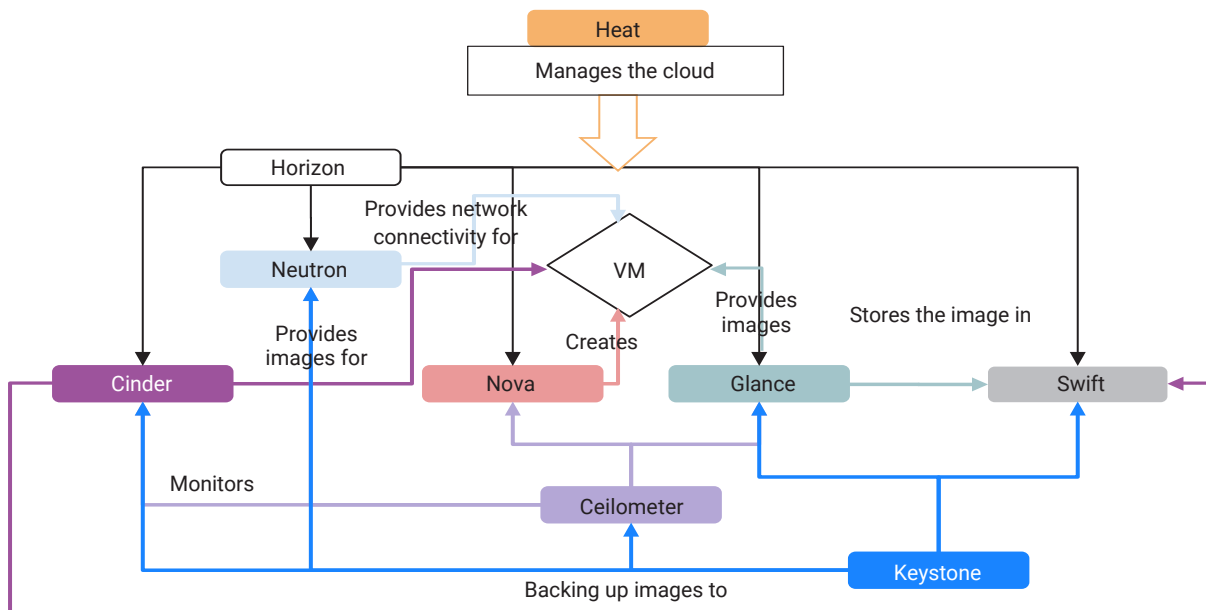 Heat
Manages the cloud
Horizon
Provides network
connectivity for
Neutron
VM
Provides
images for
Creates
Provides
images
Stores the image in
Cinder
Nova
Glance
Swift
Monitors
Ceilometer
Keystone
Backing up images to